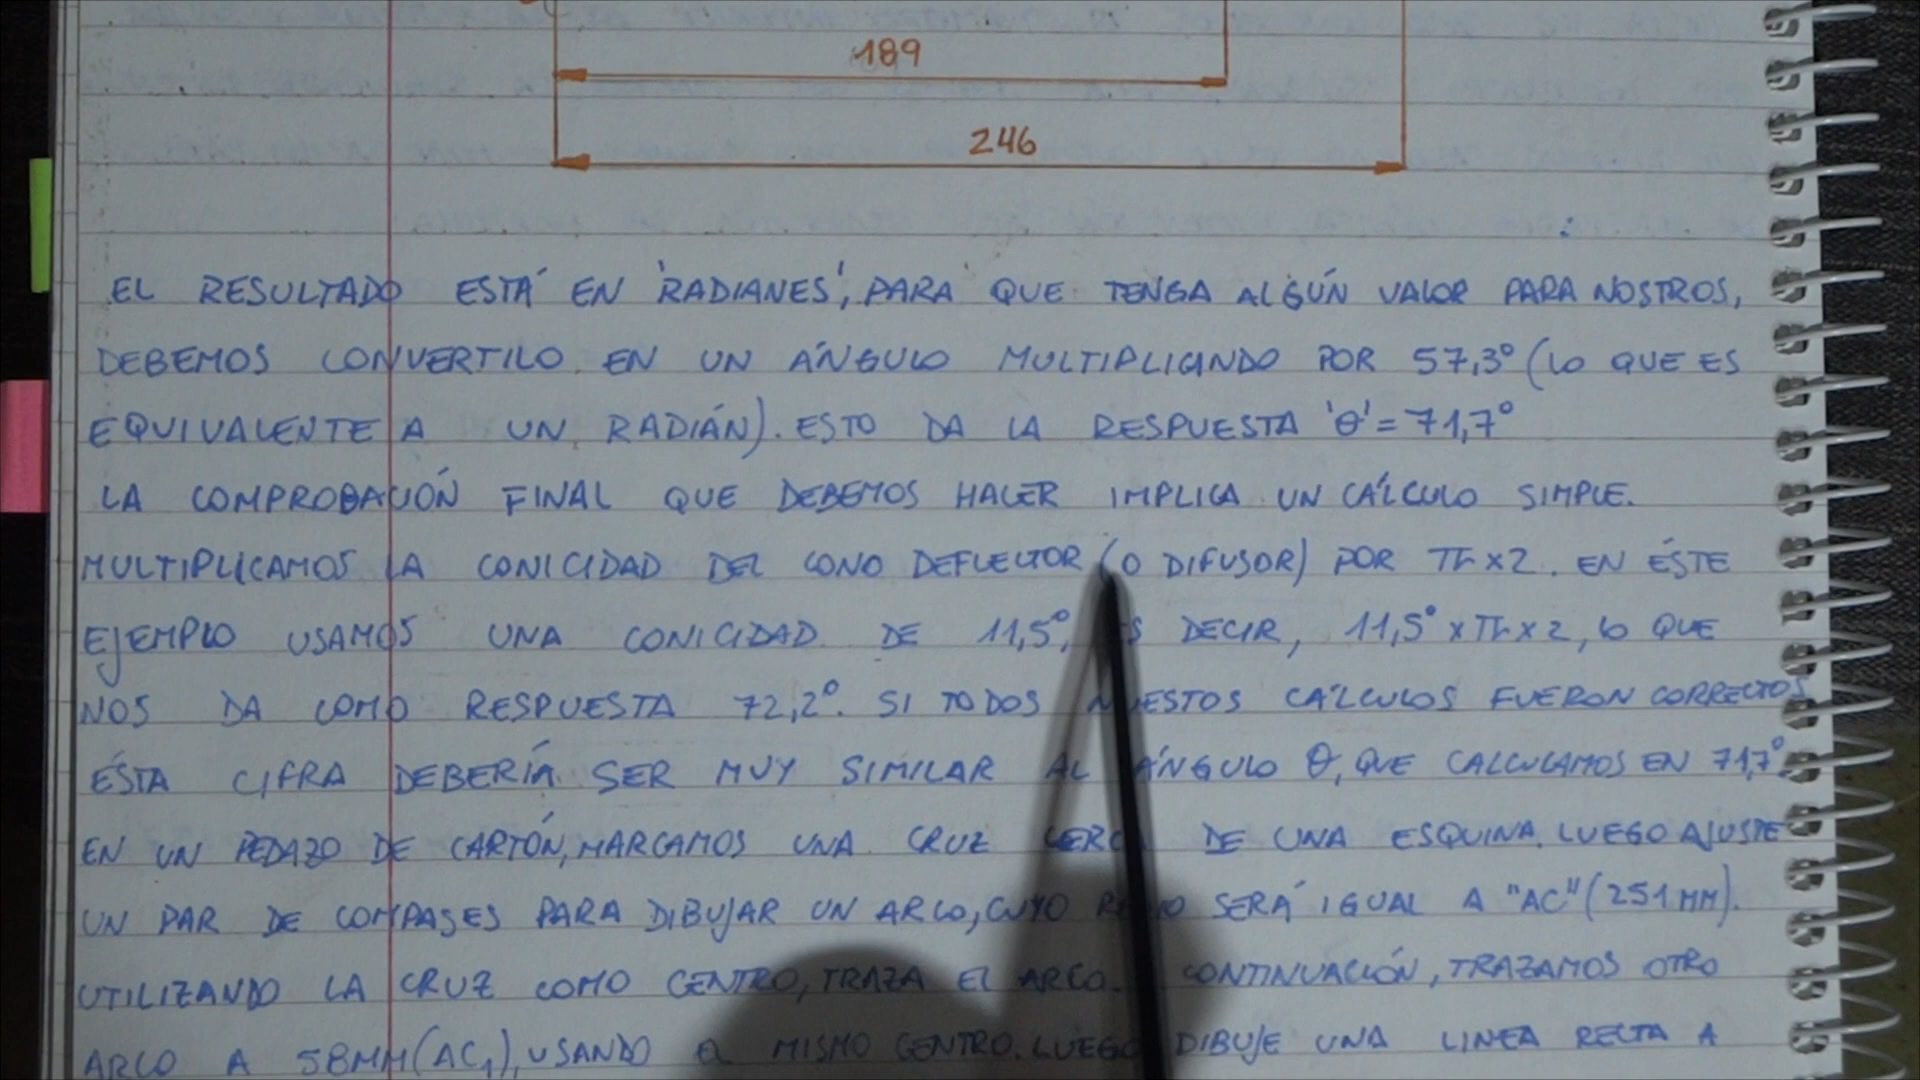 189
246
EL RESULTADO ESTÁ EN 'RADIANES', PARA QUE TENGA ALGÚN VALOR PARA NOSTROS,
DEBEMOS CONVERTILO EN UN ÁNGULO MULTIPLICANDO POR 57,3° (LO QUE ES
EQUIVALENTE A UN RADIÁN). ESTO DA LA RESPUESTA 'θ' = 71,7°
LA COMPROBACIÓN FINAL QUE DEBEMOS HACER IMPLICA UN CÁLCULO SIMPLE.
MULTIPLICAMOS LA CONICIDAD DEL CONO DEFLECTOR (O DIFUSOR) POR π x 2. EN ÉSTE
EJEMPLO USAMOS UNA CONICIDAD DE 11,5°, ES DECIR, 11,5° x π x 2, LO QUE
NOS DA COMO RESPUESTA 72,2°. SI TODOS NUESTOS CÁLCULOS FUERON CORRECTOS
ÉSTA CIFRA DEBERÍA SER MUY SIMILAR AL ÁNGULO θ, QUE CALCULAMOS EN 71,7°
EN UN PEDAZO DE CARTÓN, MARCAMOS UNA CRUZ CERCA DE UNA ESQUINA. LUEGO AJUSTE
UN PAR DE COMPASES PARA DIBUJAR UN ARCO, CUYO RADIO SERÁ IGUAL A "AC" (251 MM).
UTILIZANDO LA CRUZ COMO CENTRO, TRAZA EL ARCO. CONTINUACIÓN, TRAZAMOS OTRO
ARCO A 58MM (AC1), USANDO EL MISMO CENTRO. LUEGO DIBUJE UNA LINEA RECTA A